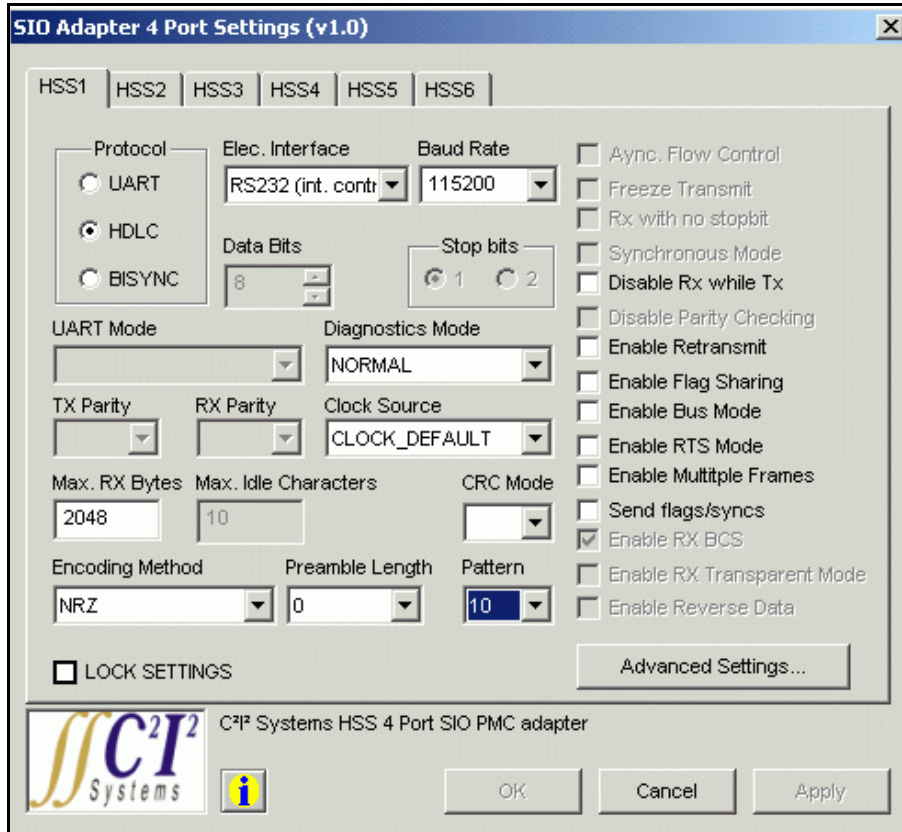 SIO Adapter 4 Port Settings (v1.0)
HSS1 HSS2 HSS3 HSS4 HSS5 HSS6
Protocol
UART
HDLC
BISYNC
Elec. Interface
RS232 (int. contr
Baud Rate
115200
Data Bits
8
Stop bits
1 2
UART Mode
Diagnostics Mode
NORMAL
TX Parity
RX Parity
Clock Source
CLOCK_DEFAULT
Max. RX Bytes
2048
Max. Idle Characters
10
CRC Mode
Encoding Method
NRZ
Preamble Length
0
Pattern
10
LOCK SETTINGS
Aync. Flow Control
Freeze Transmit
Rx with no stopbit
Synchronous Mode
Disable Rx while Tx
Disable Parity Checking
Enable Retransmit
Enable Flag Sharing
Enable Bus Mode
Enable RTS Mode
Enable Multitple Frames
Send flags/syncs
Enable RX BCS
Enable RX Transparent Mode
Enable Reverse Data
Advanced Settings...
C²I²
Systems
C²I² Systems HSS 4 Port SIO PMC adapter
i
OK Cancel Apply